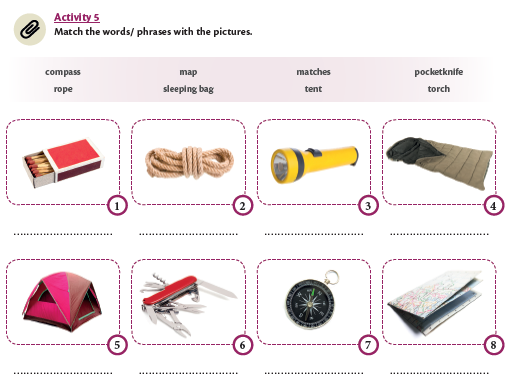 Activity 5
Match the words/ phrases with the pictures.
compass map matches pocketknife
rope sleeping bag tent torch
1 2 3 4
................................ ................................ ................................ ................................
5 6 7 8
................................ ................................ ................................ ................................